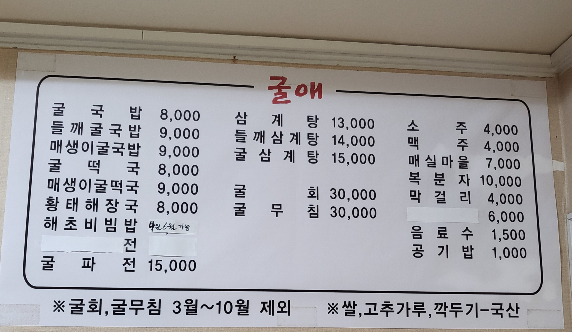 굴애
굴국밥 8,000
들깨굴국밥 9,000
매생이굴국밥 9,000
굴떡국 8,000
매생이굴떡국 9,000
황태해장국 8,000
해초비빔밥
전
굴파전 15,000
삼계탕 13,000
들깨삼계탕 14,000
굴삼계탕 15,000
굴회 30,000
굴무침 30,000
소주 4,000
맥주 4,000
매실마을 7,000
복분자 10,000
막걸리 4,000
6,000
음료수 1,500
공기밥 1,000
※굴회,굴무침 3월~10월 제외
※쌀,고추가루,깍두기-국산